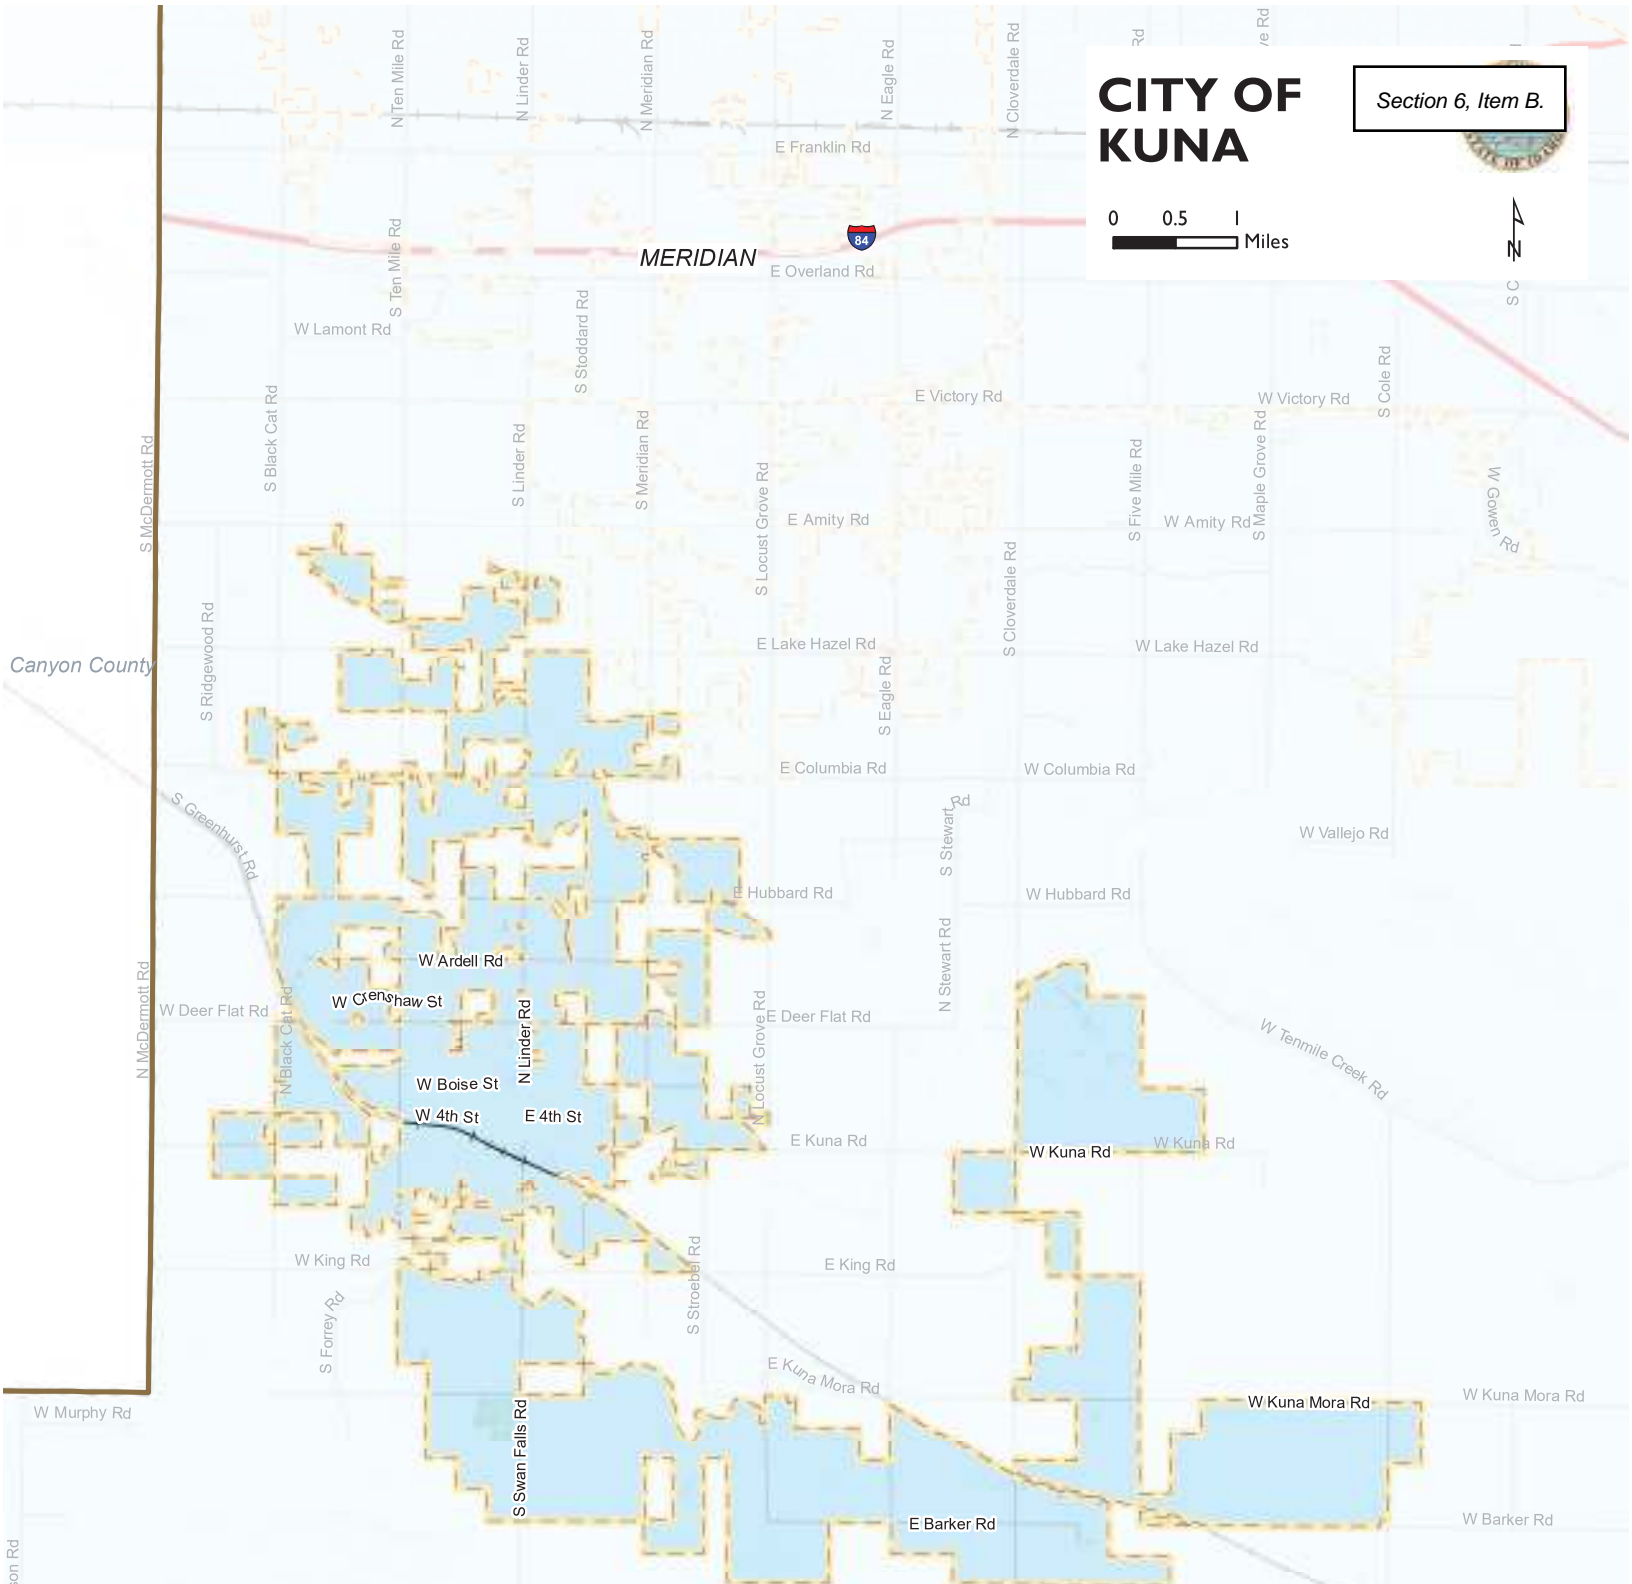 N Ten Mile Rd
N Linder Rd
N Meridian Rd
N Eagle Rd
N Cloverdale Rd
Rd
ve Rd
CITY OF
KUNA
Section 6, Item B.
0 0.5 1
Miles
N
E Franklin Rd
84
MERIDIAN
E Overland Rd
S Ten Mile Rd
S C
W Lamont Rd
S Stoddard Rd
S Cole Rd
S Black Cat Rd
E Victory Rd
W Victory Rd
S McDermott Rd
S Linder Rd
S Meridian Rd
S Locust Grove Rd
S Five Mile Rd
S Maple Grove Rd
W Gowen Rd
E Amity Rd
W Amity Rd
S Cloverdale Rd
S Ridgewood Rd
E Lake Hazel Rd
W Lake Hazel Rd
Canyon County
S Eagle Rd
E Columbia Rd
W Columbia Rd
S Greenhurst Rd
S Stewart Rd
W Vallejo Rd
E Hubbard Rd
W Hubbard Rd
W Ardell Rd
N Stewart Rd
W Crenshaw St
N McDermott Rd
W Deer Flat Rd
N Black Cat Rd
N Linder Rd
E Deer Flat Rd
N Locust Grove Rd
W Tenmile Creek Rd
W Boise St
W 4th St
E 4th St
E Kuna Rd
W Kuna Rd
W Kuna Rd
W King Rd
E King Rd
S Stroebel Rd
S Forrey Rd
E Kuna Mora Rd
W Kuna Mora Rd
W Kuna Mora Rd
W Murphy Rd
S Swan Falls Rd
E Barker Rd
W Barker Rd
son Rd